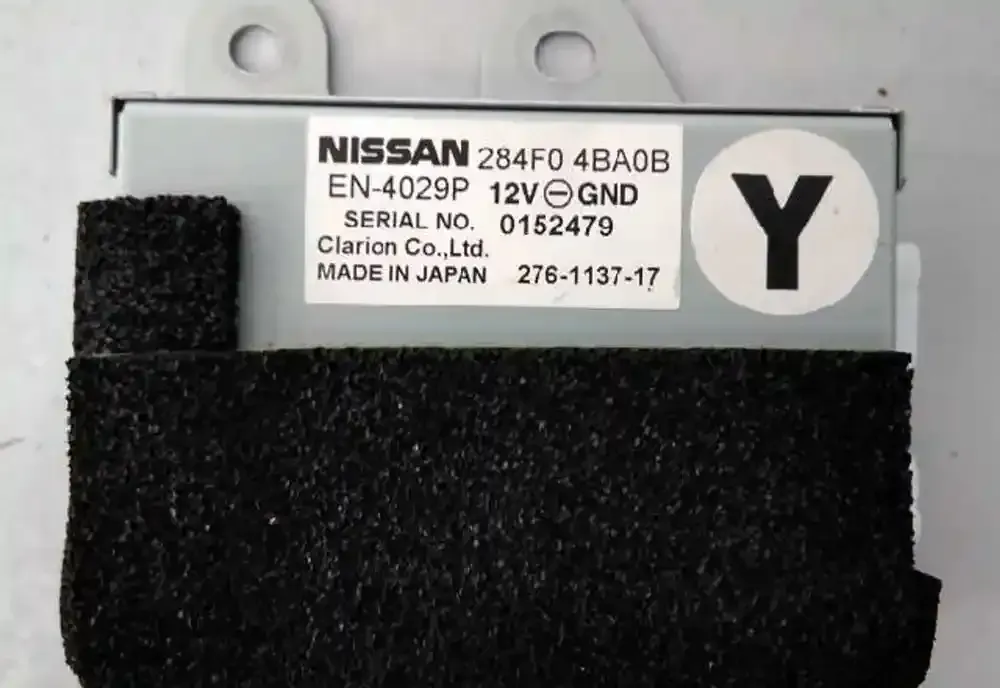 NISSAN 284F0 4BA0B
EN-4029P 12V⊖GND
SERIAL NO. 0152479
Clarion Co.,Ltd.
MADE IN JAPAN 276-1137-17
Y